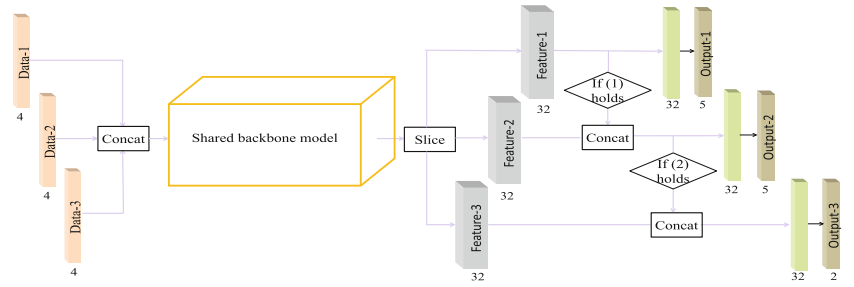 Data-1
4
Data-2
4
Data-3
4
Concat
Shared backbone model
Slice
Feature-1
32
Feature-2
32
Feature-3
32
If (1)
holds
Concat
If (2)
holds
Concat
32
Output-1
5
32
Output-2
5
32
Output-3
2